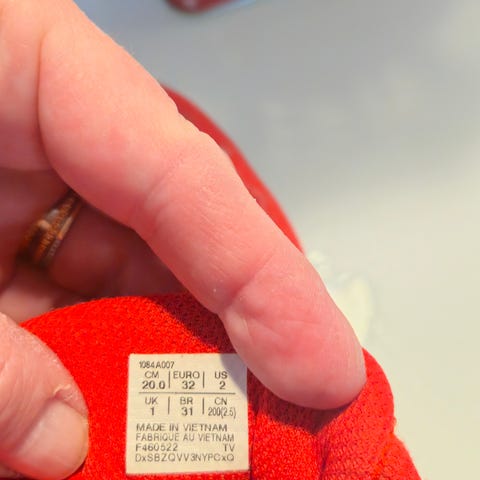 1084A007
CM EURO US
20.0 32 2
UK BR CN
1 31 200(2.5)
MADE IN VIETNAM
FABRIQUE AU VIETNAM
F460522 TV
DxSBZQVV3NYPCxQ